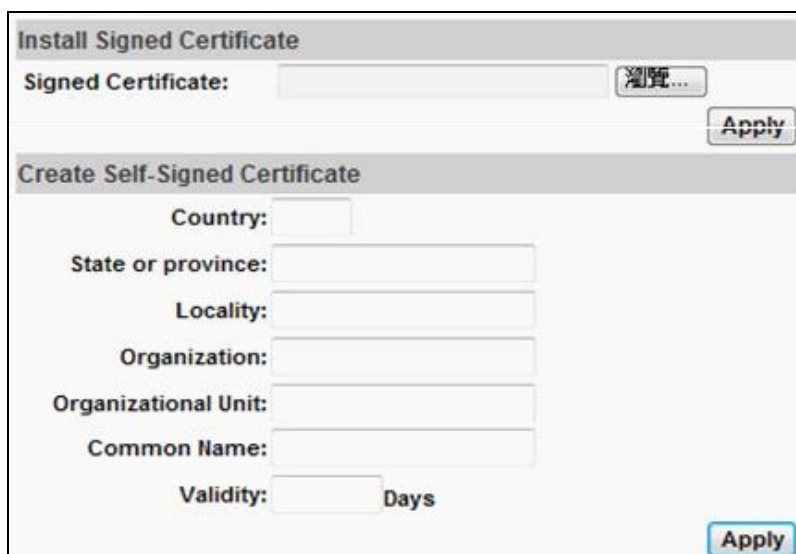 Install Signed Certificate
Signed Certificate: 瀏覽...
Apply
Create Self-Signed Certificate
Country:
State or province:
Locality:
Organization:
Organizational Unit:
Common Name:
Validity: Days
Apply